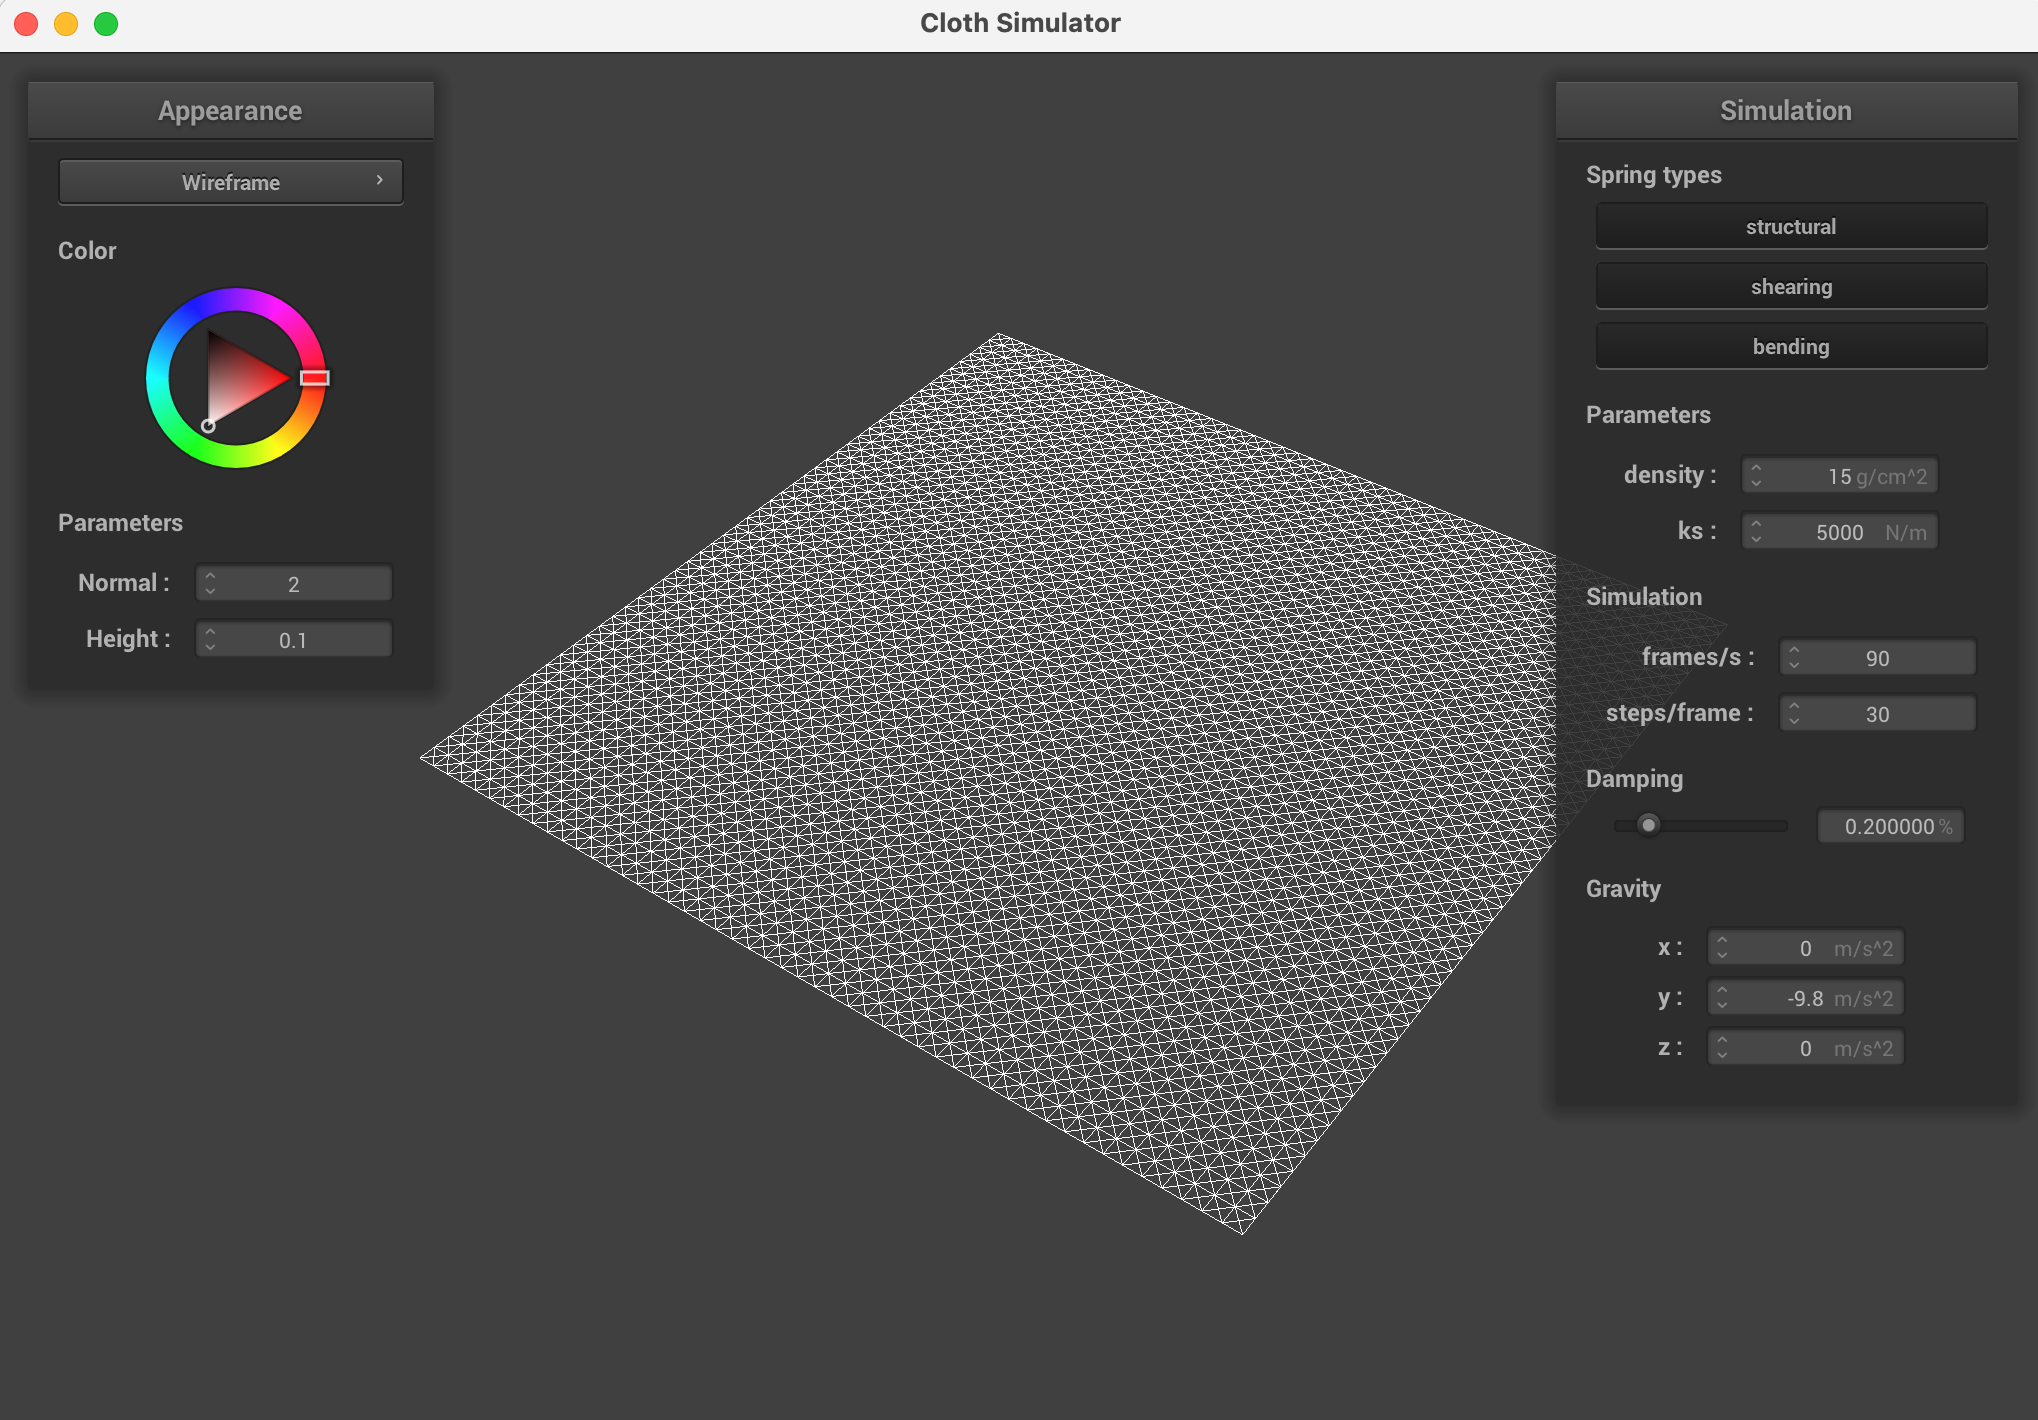 Cloth Simulator
Appearance
Wireframe
Color
Parameters
Normal : 2
Height : 0.1
Simulation
Spring types
structural
shearing
bending
Parameters
density : 15 g/cm^2
ks : 5000 N/m
Simulation
frames/s : 90
steps/frame : 30
Damping
0.200000 %
Gravity
x : 0 m/s^2
y : -9.8 m/s^2
z : 0 m/s^2